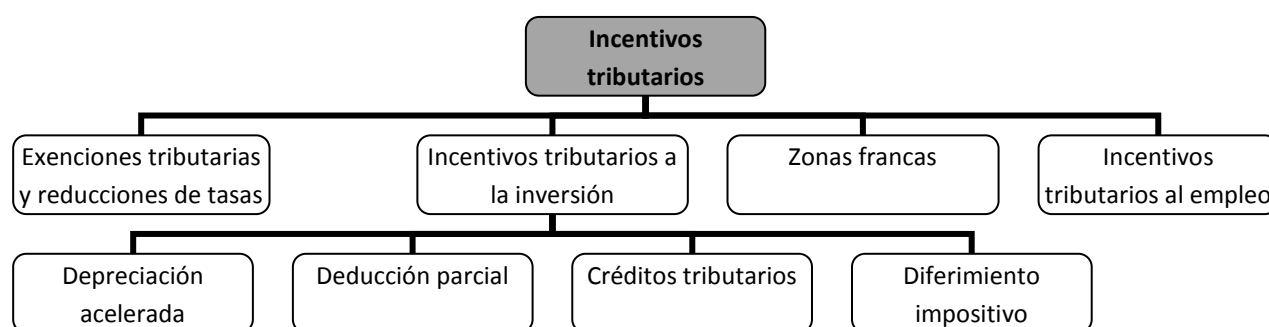 Incentivos
tributarios
Exenciones tributarias
y reducciones de tasas
Incentivos tributarios a
la inversión
Zonas francas
Incentivos
tributarios al empleo
Depreciación
acelerada
Deducción parcial
Créditos tributarios
Diferimiento
impositivo